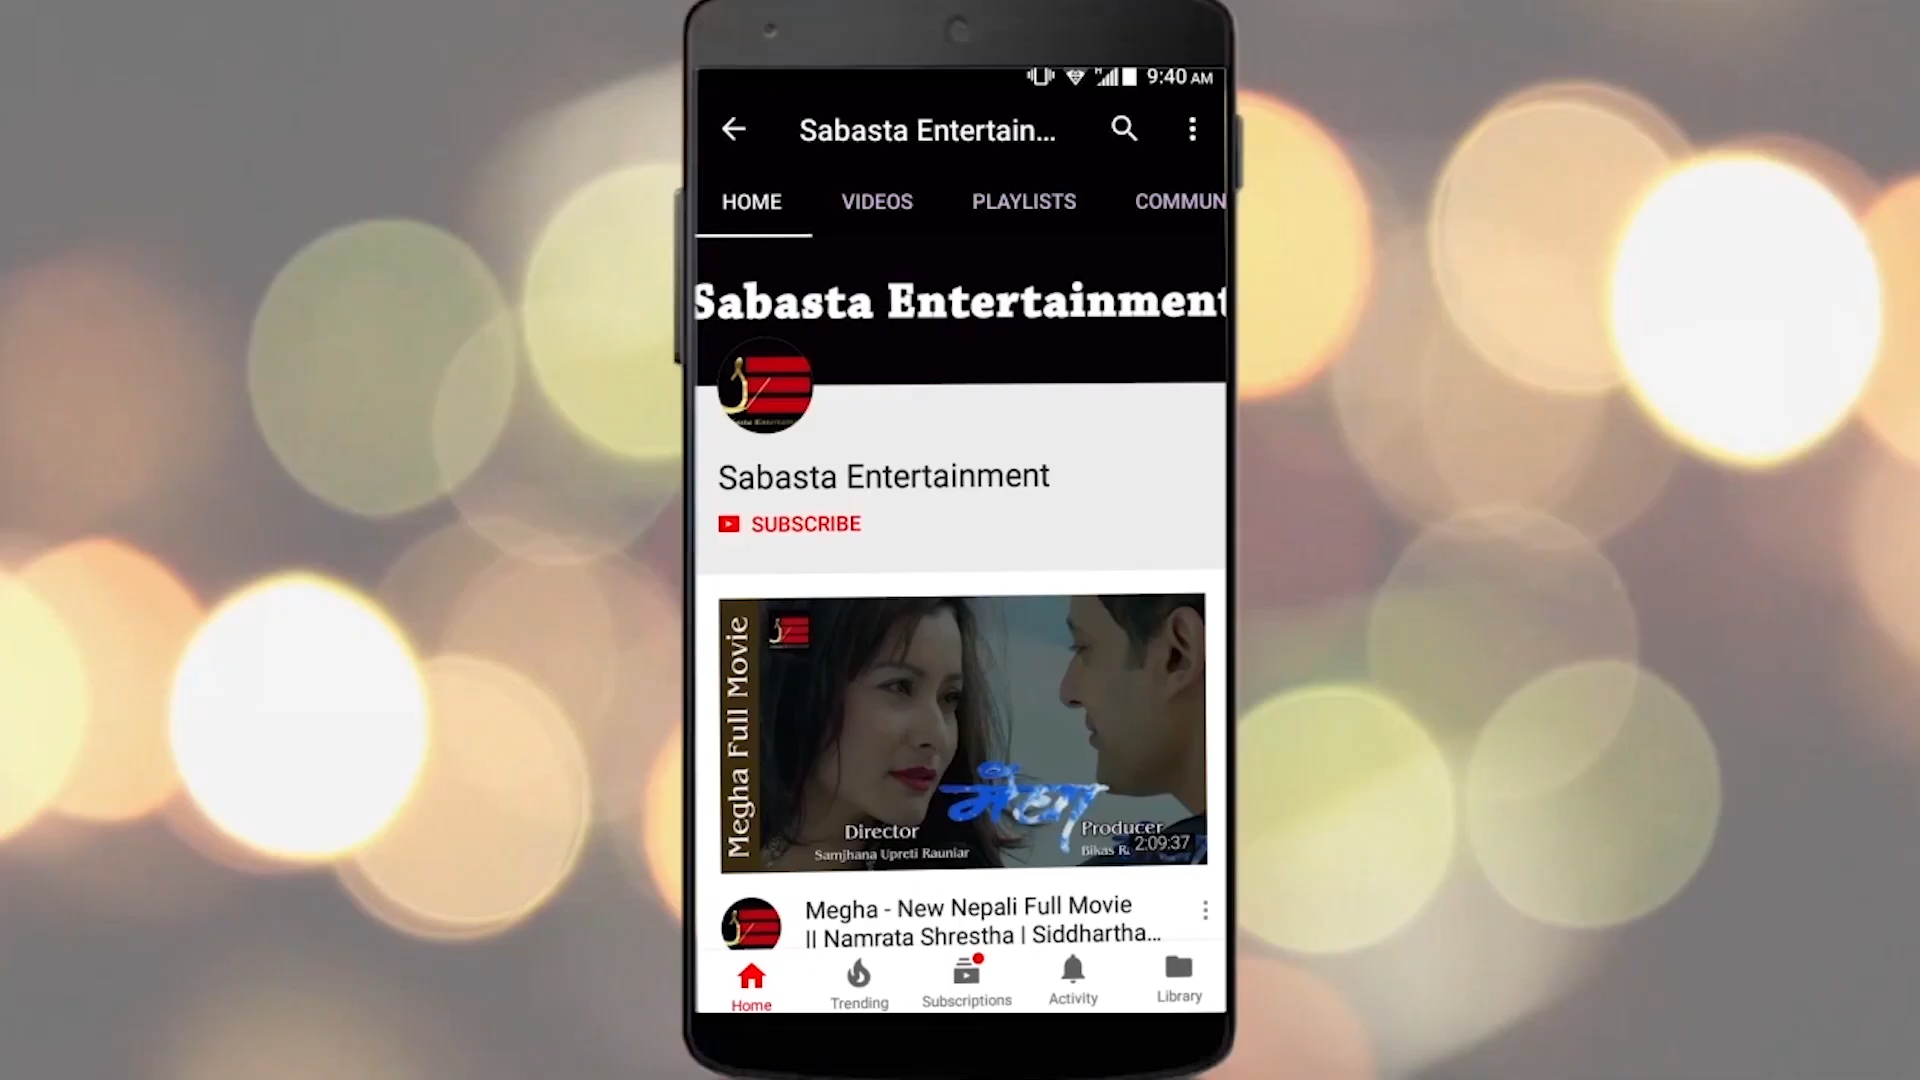 9:40 AM
Sabasta Entertain...
HOME VIDEOS PLAYLISTS COMMUN
Sabasta Entertainment
Sabasta Entertainment
SUBSCRIBE
Megha Full Movie
मेघा
Director
Samjhana Upreti Rauniar
Producer
Bikas R
2:09:37
Megha - New Nepali Full Movie
|| Namrata Shrestha | Siddhartha...
Home Trending Subscriptions Activity Library